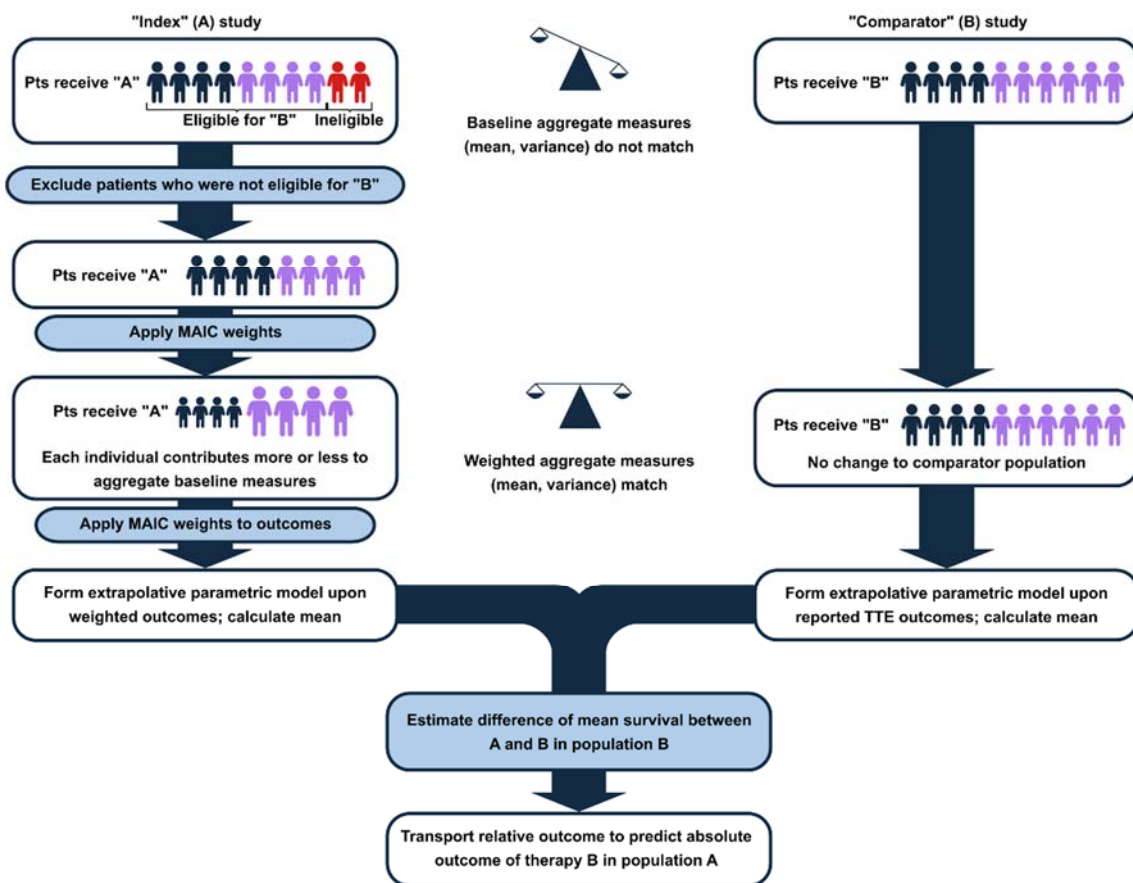 "Index" (A) study
"Comparator" (B) study
Pts receive "A"
Eligible for "B"
Ineligible
Baseline aggregate measures
(mean, variance) do not match
Pts receive "B"
Exclude patients who were not eligible for "B"
Pts receive "A"
Apply MAIC weights
Pts receive "A"
Each individual contributes more or less to
aggregate baseline measures
Weighted aggregate measures
(mean, variance) match
Pts receive "B"
No change to comparator population
Apply MAIC weights to outcomes
Form extrapolative parametric model upon
weighted outcomes; calculate mean
Form extrapolative parametric model upon
reported TTE outcomes; calculate mean
Estimate difference of mean survival between
A and B in population B
Transport relative outcome to predict absolute
outcome of therapy B in population A